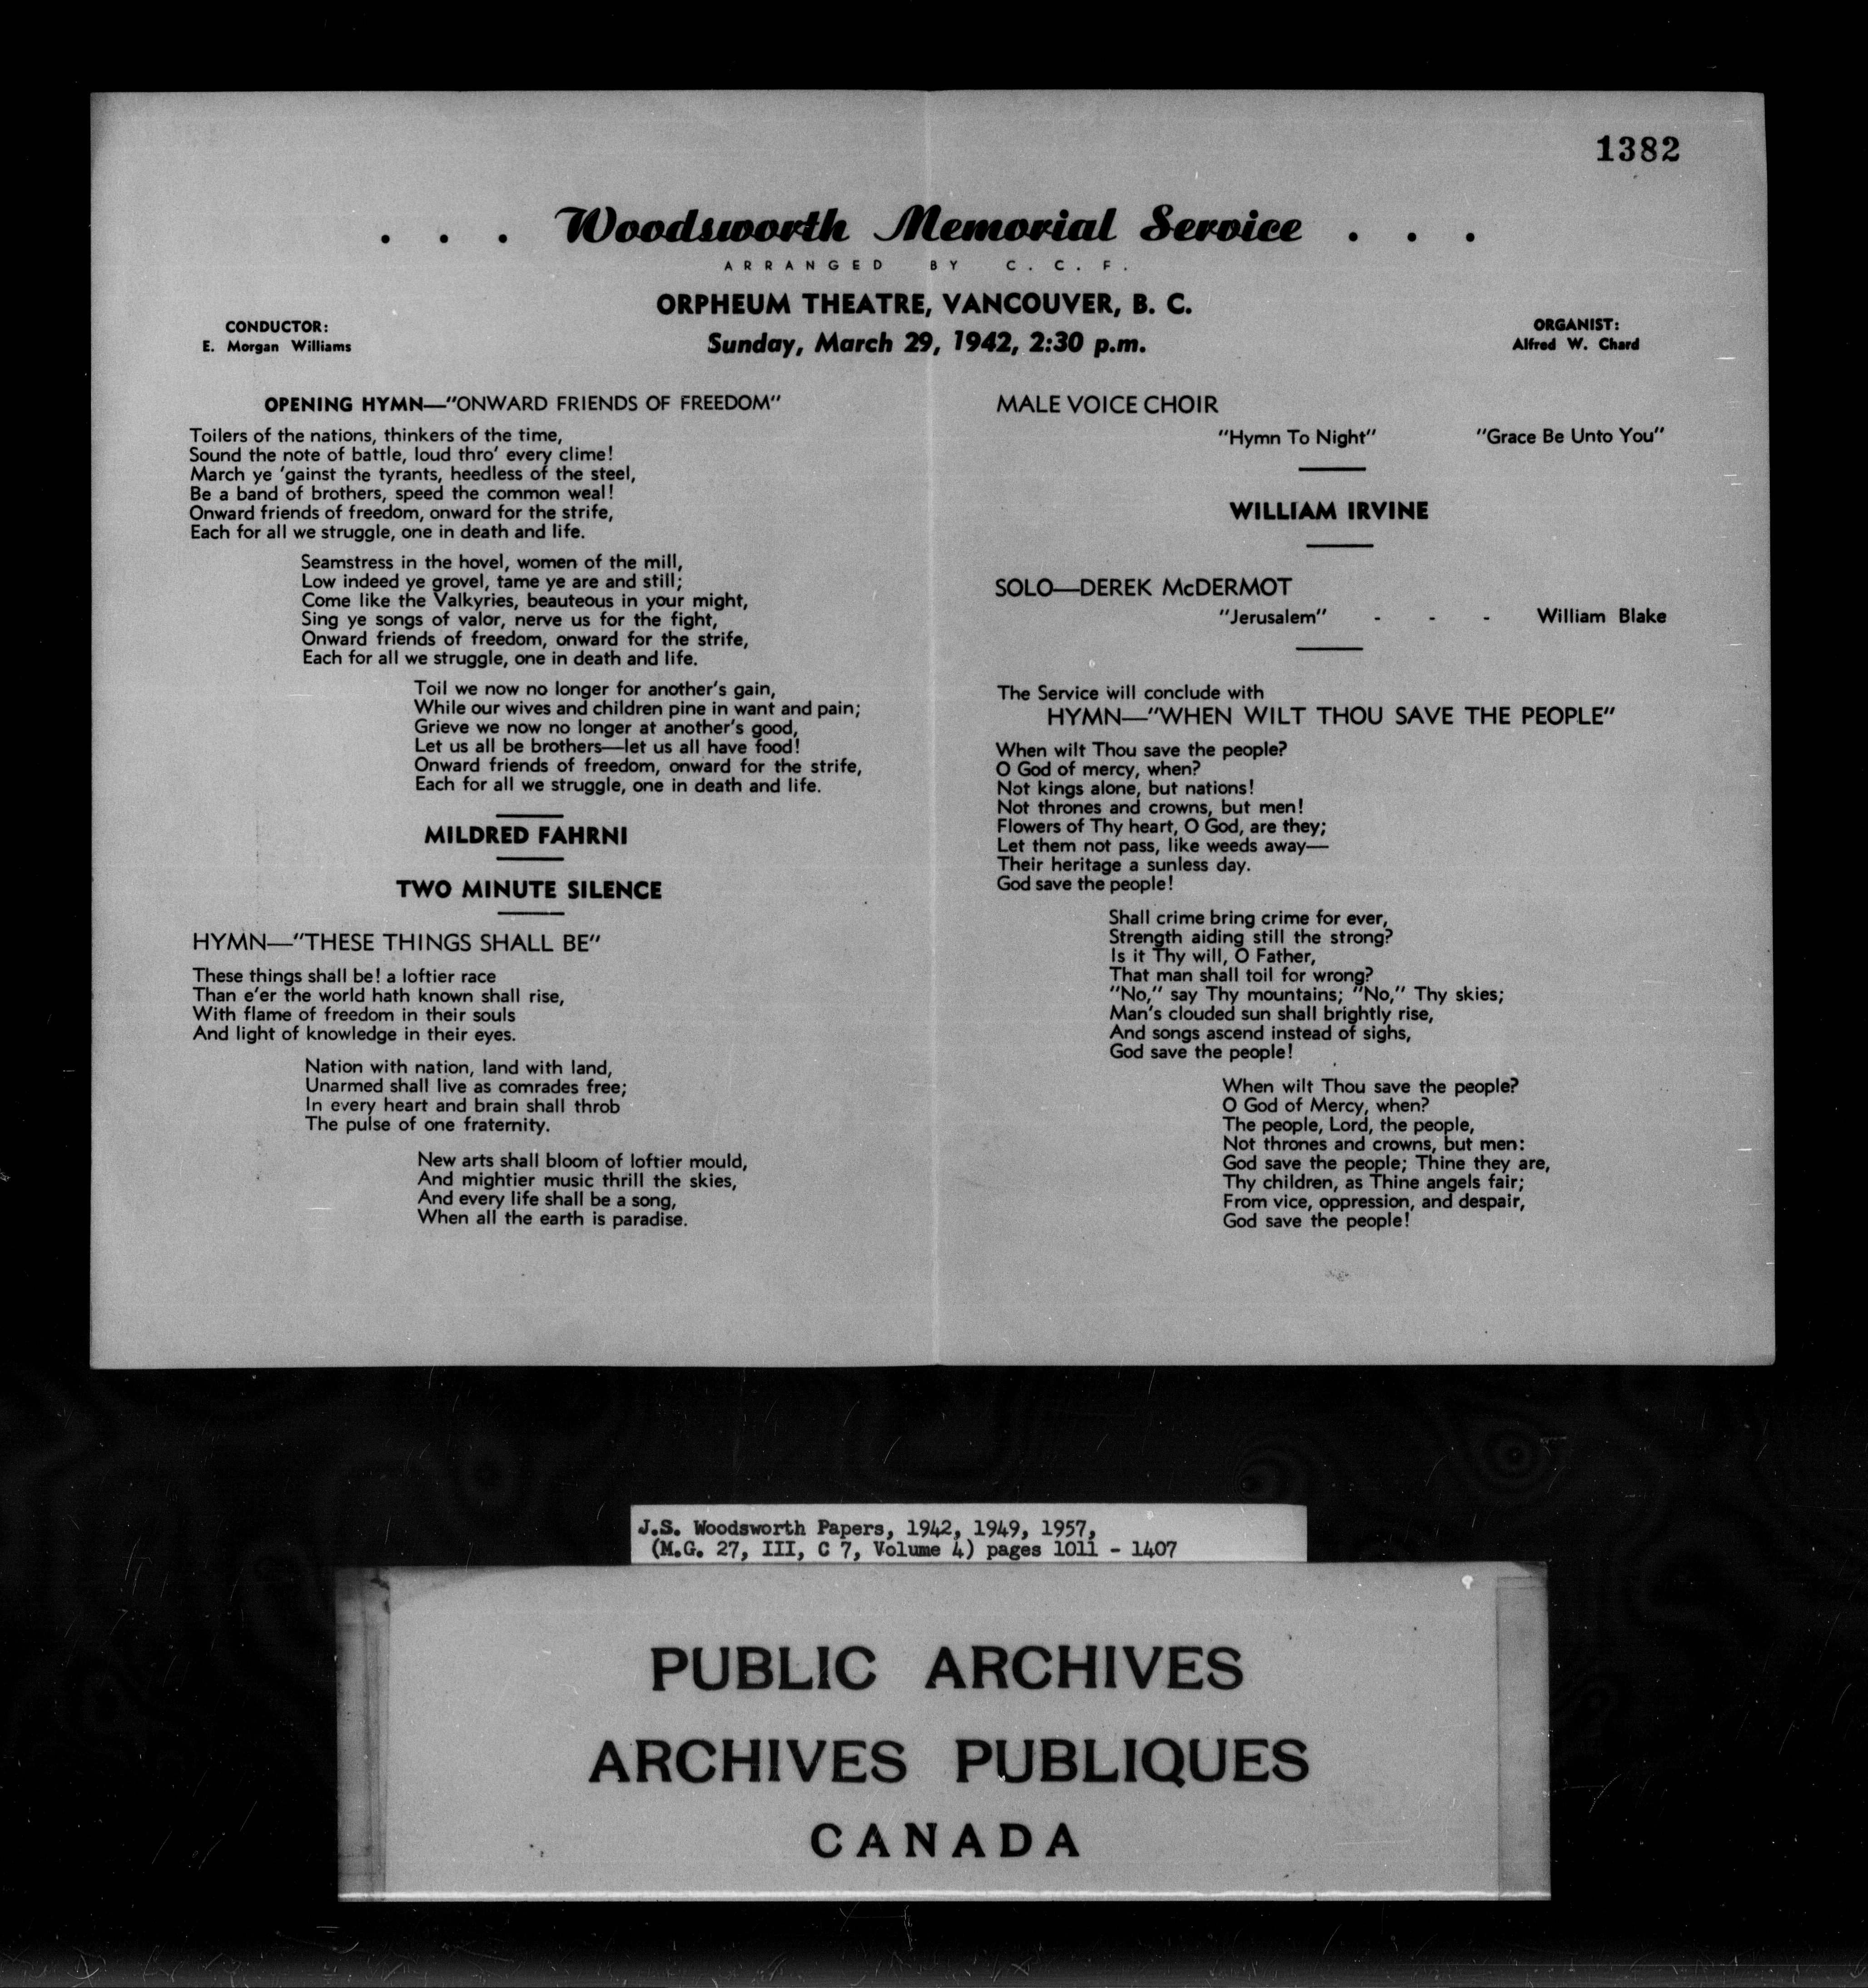 1382
. . . Woodsworth Memorial Service . . .
ARRANGED BY C. C. F.
ORPHEUM THEATRE, VANCOUVER, B. C.
Sunday, March 29, 1942, 2:30 p.m.
CONDUCTOR:
E. Morgan Williams
ORGANIST:
Alfred W. Chard
OPENING HYMN—"ONWARD FRIENDS OF FREEDOM"
Toilers of the nations, thinkers of the time,
Sound the note of battle, loud thro' every clime!
March ye 'gainst the tyrants, heedless of the steel,
Be a band of brothers, speed the common weal!
Onward friends of freedom, onward for the strife,
Each for all we struggle, one in death and life.
Seamstress in the hovel, women of the mill,
Low indeed ye grovel, tame ye are and still;
Come like the Valkyries, beauteous in your might,
Sing ye songs of valor, nerve us for the fight,
Onward friends of freedom, onward for the strife,
Each for all we struggle, one in death and life.
Toil we now no longer for another's gain,
While our wives and children pine in want and pain;
Grieve we now no longer at another's good,
Let us all be brothers—let us all have food!
Onward friends of freedom, onward for the strife,
Each for all we struggle, one in death and life.
MILDRED FAHRNI
TWO MINUTE SILENCE
HYMN—"THESE THINGS SHALL BE"
These things shall be! a loftier race
Than e'er the world hath known shall rise,
With flame of freedom in their souls
And light of knowledge in their eyes.
Nation with nation, land with land,
Unarmed shall live as comrades free;
In every heart and brain shall throb
The pulse of one fraternity.
New arts shall bloom of loftier mould,
And mightier music thrill the skies,
And every life shall be a song,
When all the earth is paradise.
MALE VOICE CHOIR
"Hymn To Night" "Grace Be Unto You"
WILLIAM IRVINE
SOLO—DEREK McDERMOT
"Jerusalem" - - - William Blake
The Service will conclude with
HYMN—"WHEN WILT THOU SAVE THE PEOPLE"
When wilt Thou save the people?
O God of mercy, when?
Not kings alone, but nations!
Not thrones and crowns, but men!
Flowers of Thy heart, O God, are they;
Let them not pass, like weeds away—
Their heritage a sunless day.
God save the people!
Shall crime bring crime for ever,
Strength aiding still the strong?
Is it Thy will, O Father,
That man shall toil for wrong?
"No," say Thy mountains; "No," Thy skies;
Man's clouded sun shall brightly rise,
And songs ascend instead of sighs,
God save the people!
When wilt Thou save the people?
O God of Mercy, when?
The people, Lord, the people,
Not thrones and crowns, but men:
God save the people; Thine they are,
Thy children, as Thine angels fair;
From vice, oppression, and despair,
God save the people!
J.S. Woodsworth Papers, 1942, 1949, 1957,
(M.G. 27, III, C 7, Volume 4) pages 1011 - 1407
PUBLIC ARCHIVES
ARCHIVES PUBLIQUES
CANADA